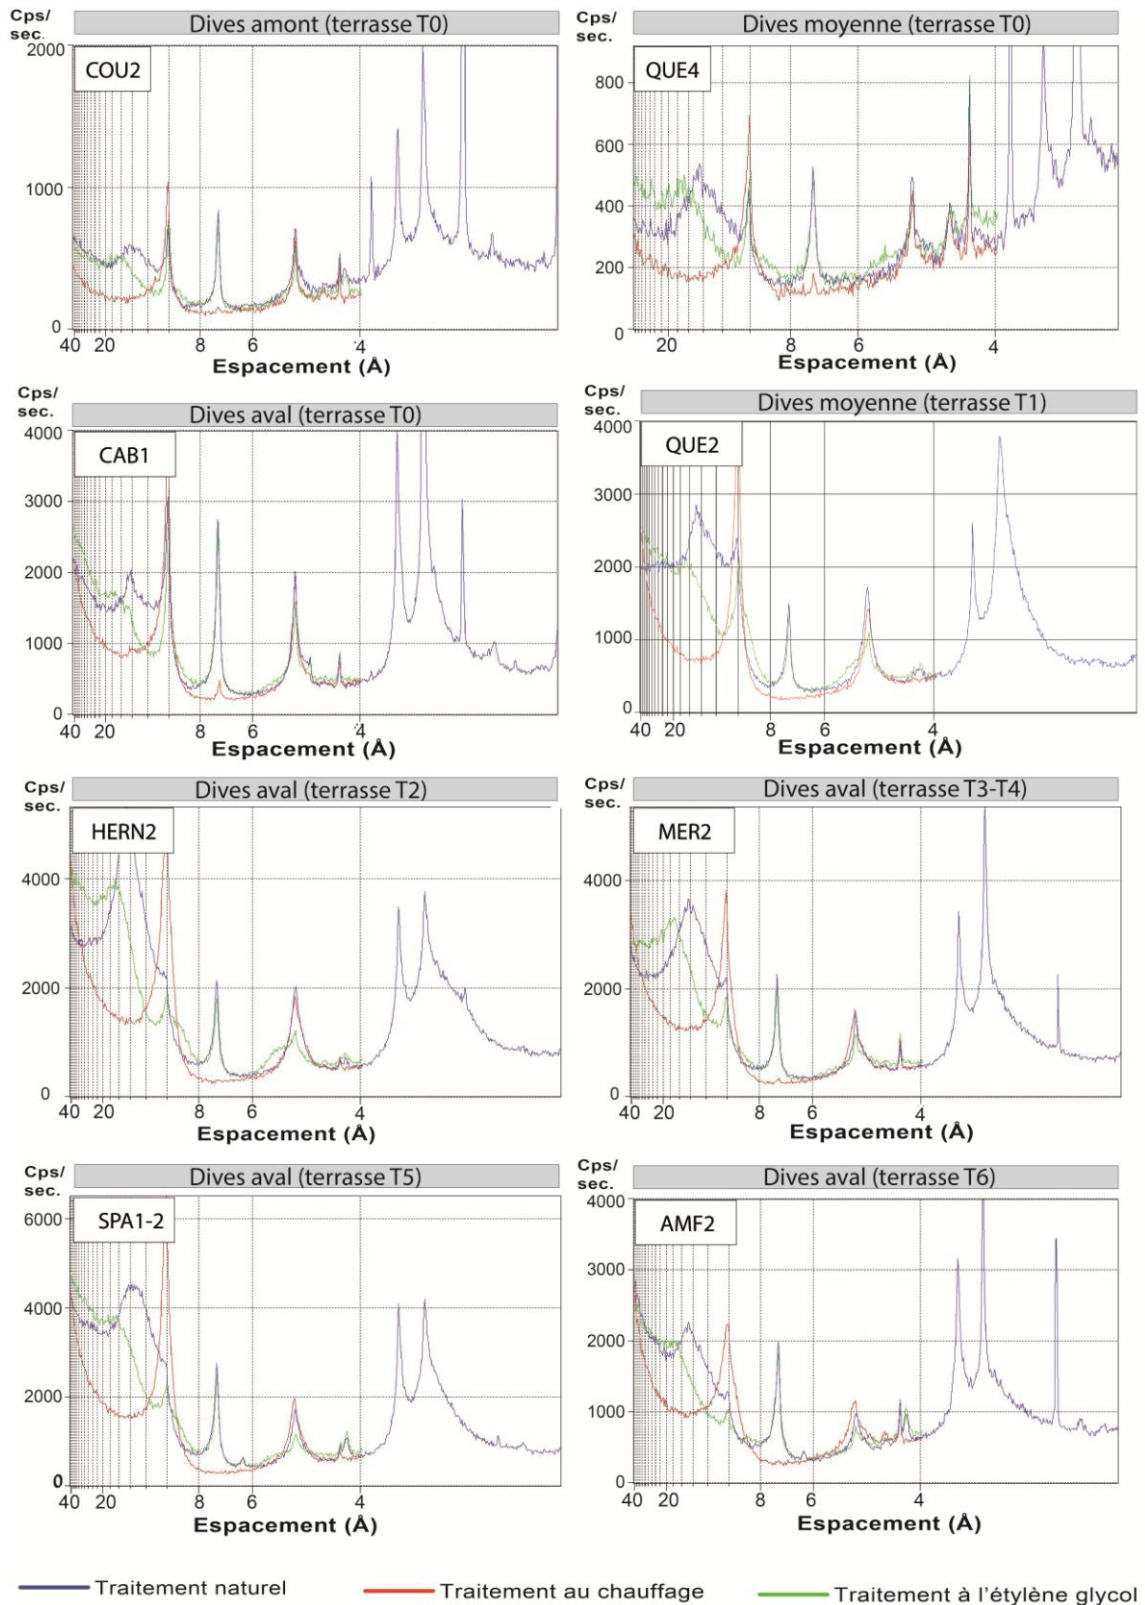 Cps/
sec.
Dives amont (terrasse T0)
COU2
2000
1000
0
40 20 8 6 4
Espacement (Å)
Cps/
sec.
Dives moyenne (terrasse T0)
QUE4
800
600
400
200
0
20 8 6 4
Espacement (Å)
Cps/
sec.
Dives aval (terrasse T0)
CAB1
4000
3000
2000
1000
0
40 20 8 6 4
Espacement (Å)
Dives moyenne (terrasse T1)
QUE2
4000
3000
2000
1000
0
40 20 8 6 4
Espacement (Å)
Cps/
sec.
Dives aval (terrasse T2)
HERN2
4000
2000
0
40 20 8 6 4
Espacement (Å)
Cps/
sec.
Dives aval (terrasse T3-T4)
MER2
4000
2000
0
40 20 8 6 4
Espacement (Å)
Cps/
sec.
Dives aval (terrasse T5)
SPA1-2
6000
4000
2000
0
40 20 8 6 4
Espacement (Å)
Cps/
sec.
Dives aval (terrasse T6)
AMF2
4000
3000
2000
1000
0
40 20 8 6 4
Espacement (Å)
Traitement naturel
Traitement au chauffage
Traitement à l'étylène glycol